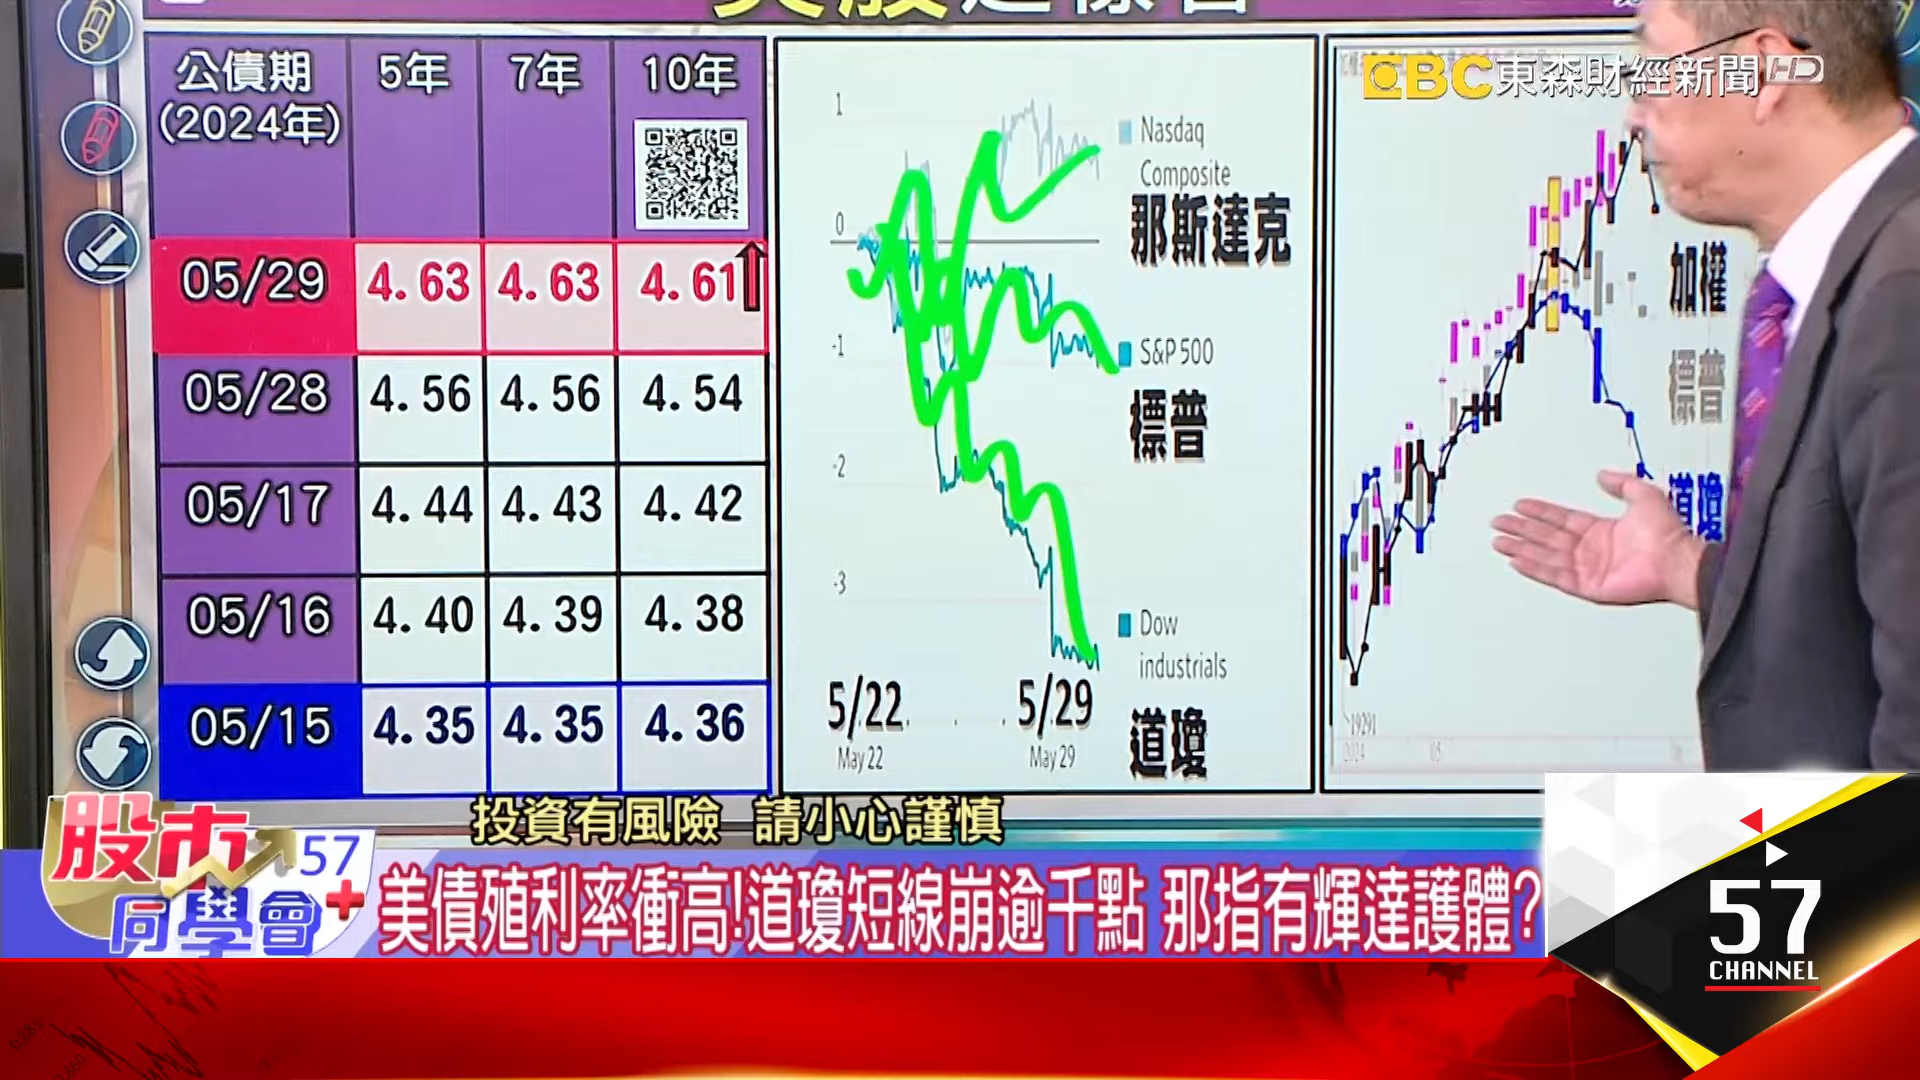 EBC 東森財經新聞 HD
公債期
(2024年)
5年
7年
10年
05/29 4.63 4.63 4.61
05/28 4.56 4.56 4.54
05/17 4.44 4.43 4.42
05/16 4.40 4.39 4.38
05/15 4.35 4.35 4.36
1
0
-1
-2
-3
Nasdaq
Composite
那斯達克
S&P 500
標普
Dow
industrials
道瓊
5/22
5/29
May 22
May 29
加權
標普
道瓊
19291
2024
05
投資有風險 請小心謹慎
股市 57
同學會+
美債殖利率衝高!道瓊短線崩逾千點 那指有輝達護體?
57
CHANNEL